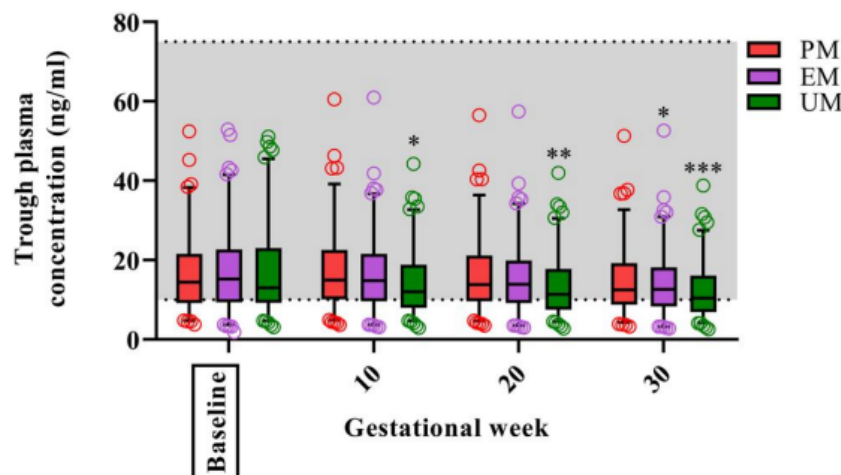 80
60
40
20
0
Trough plasma
concentration (ng/ml)
*
**
*
***
PM
EM
UM
Baseline
10
20
30
Gestational week